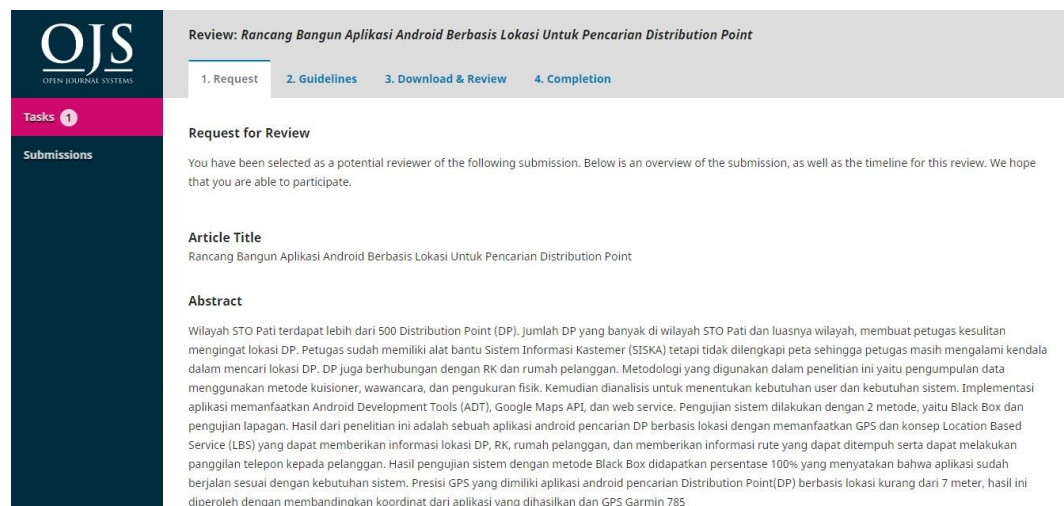 OJS
OPEN JOURNAL SYSTEMS
Tasks 1
Submissions
Review: Rancang Bangun Aplikasi Android Berbasis Lokasi Untuk Pencarian Distribution Point
1. Request 2. Guidelines 3. Download & Review 4. Completion
Request for Review
You have been selected as a potential reviewer of the following submission. Below is an overview of the submission, as well as the timeline for this review. We hope
that you are able to participate.
Article Title
Rancang Bangun Aplikasi Android Berbasis Lokasi Untuk Pencarian Distribution Point
Abstract
Wilayah STO Pati terdapat lebih dari 500 Distribution Point (DP). Jumlah DP yang banyak di wilayah STO Pati dan luasnya wilayah, membuat petugas kesulitan
mengingat lokasi DP. Petugas sudah memiliki alat bantu Sistem Informasi Kastemer (SISKA) tetapi tidak dilengkapi peta sehingga petugas masih mengalami kendala
dalam mencari lokasi DP. DP juga berhubungan dengan RK dan rumah pelanggan. Metodologi yang digunakan dalam penelitian ini yaitu pengumpulan data
menggunakan metode kuisioner, wawancara, dan pengukuran fisik. Kemudian dianalisis untuk menentukan kebutuhan user dan kebutuhan sistem. Implementasi
aplikasi memanfaatkan Android Development Tools (ADT), Google Maps API, dan web service. Pengujian sistem dilakukan dengan 2 metode, yaitu Black Box dan
pengujian lapagan. Hasil dari penelitian ini adalah sebuah aplikasi android pencarian DP berbasis lokasi dengan memanfaatkan GPS dan konsep Location Based
Service (LBS) yang dapat memberikan informasi lokasi DP, RK, rumah pelanggan, dan memberikan informasi rute yang dapat ditempuh serta dapat melakukan
panggilan telepon kepada pelanggan. Hasil pengujian sistem dengan metode Black Box didapatkan persentase 100% yang menyatakan bahwa aplikasi sudah
berjalan sesuai dengan kebutuhan sistem. Presisi GPS yang dimiliki aplikasi android pencarian Distribution Point(DP) berbasis lokasi kurang dari 7 meter, hasil ini
diperoleh dengan membandingkan koordinat dari aplikasi yang dihasilkan dan GPS Garmin 785